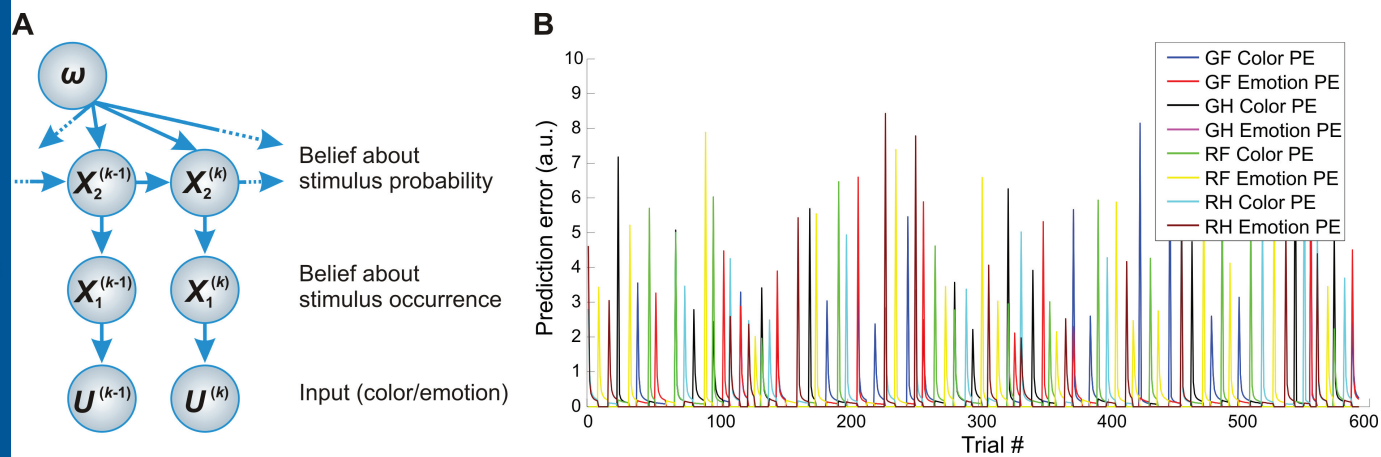 A
ω
X2(k-1)
X2(k)
Belief about
stimulus probability
X1(k-1)
X1(k)
Belief about
stimulus occurrence
U(k-1)
U(k)
Input (color/emotion)
B
Prediction error (a.u.)
10
9
8
7
6
5
4
3
2
1
0
0 100 200 300 400 500 600
Trial #
GF Color PE
GF Emotion PE
GH Color PE
GH Emotion PE
RF Color PE
RF Emotion PE
RH Color PE
RH Emotion PE